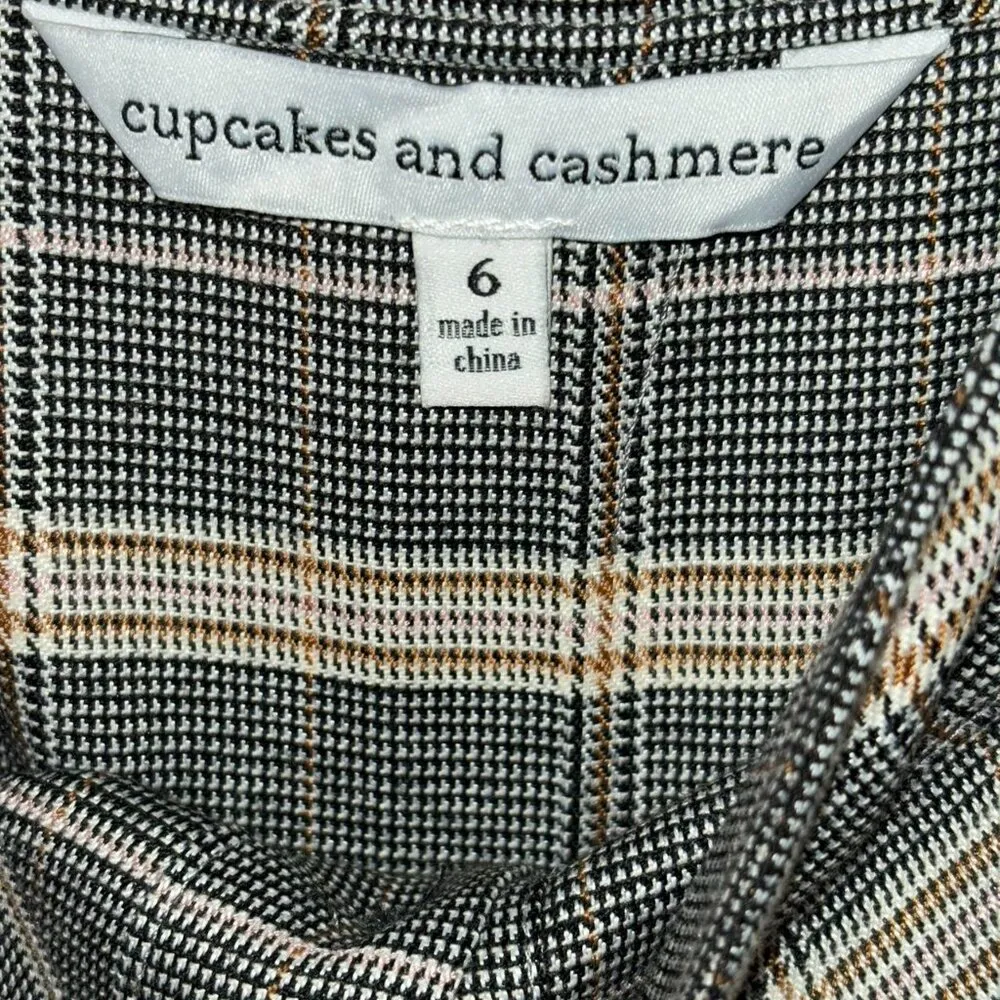 cupcakes and cashmere
6
made in
china